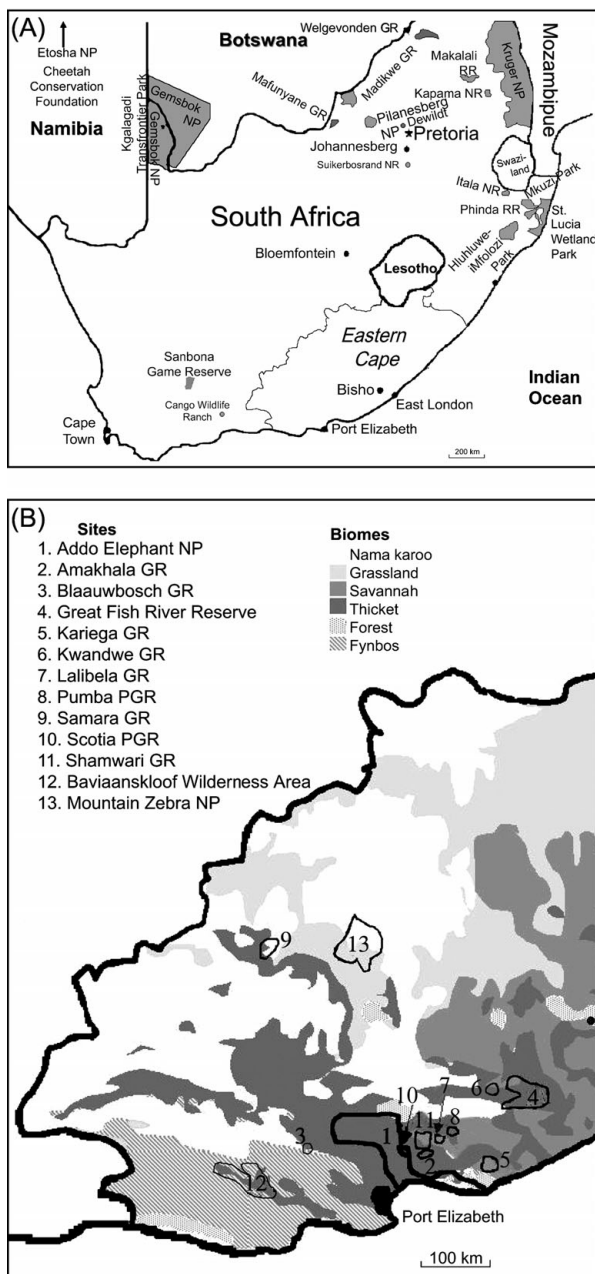 (A)
Etosha NP
Cheetah
Conservation
Foundation
Namibia
Botswana
Welgevonden GR
Madikwe GR
Mafunyane GR
Makalali
RR
Kapama NR
Kruger NP
Mozambipue
Kgalagadi
Transfrontier Park
Gemsbok
NP
Gemsbok NP
Pilanesberg
NP
Dewildt
Pretoria
Johannesberg
Suikerbosrand NR
Swazi-
land
Itala NR
Mkuzi Park
Phinda RR
St.
Lucia
Wetland
Park
Hluhluwe-
iMfolozi
Park
South Africa
Bloemfontein
Lesotho
Eastern
Cape
Sanbona
Game Reserve
Cango Wildlife
Ranch
Bisho
East London
Cape
Town
Port Elizabeth
Indian
Ocean
200 km
(B)
Sites
1. Addo Elephant NP
2. Amakhala GR
3. Blaauwbosch GR
4. Great Fish River Reserve
5. Kariega GR
6. Kwandwe GR
7. Lalibela GR
8. Pumba PGR
9. Samara GR
10. Scotia PGR
11. Shamwari GR
12. Baviaanskloof Wilderness Area
13. Mountain Zebra NP
Biomes
Nama karoo
Grassland
Savannah
Thicket
Forest
Fynbos
9
13
7
6
4
10
11
8
1
2
3
5
12
Port Elizabeth
100 km